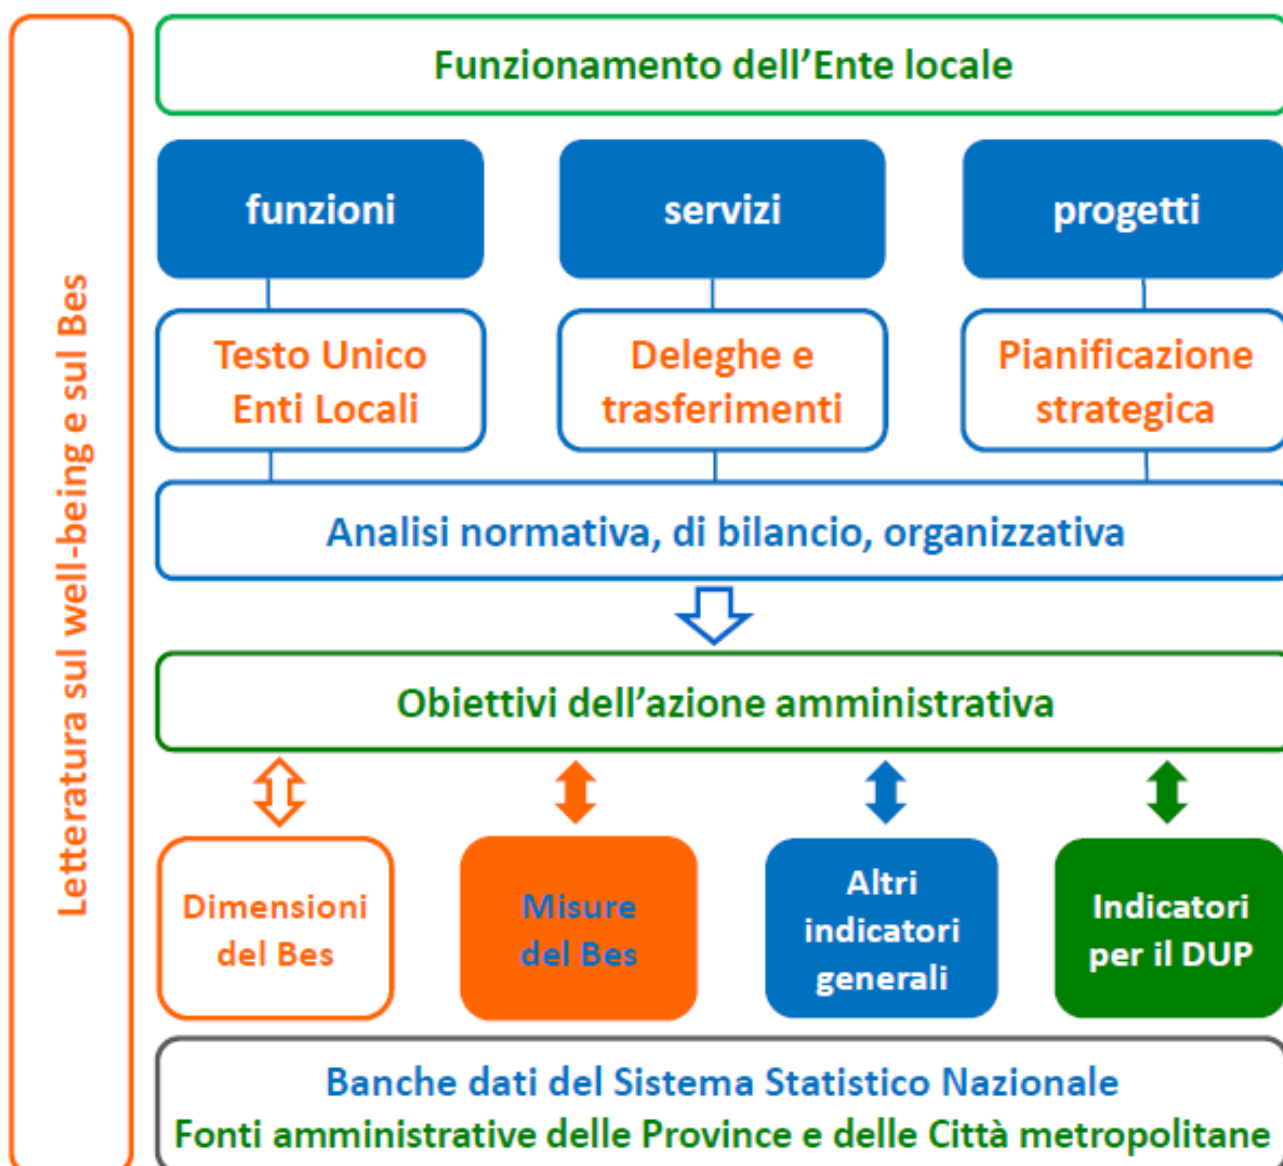 Letteratura sul well-being e sul Bes
Funzionamento dell’Ente locale
funzioni
servizi
progetti
Testo Unico
Enti Locali
Deleghe e
trasferimenti
Pianificazione
strategica
Analisi normativa, di bilancio, organizzativa
Obiettivi dell’azione amministrativa
Dimensioni
del Bes
Misure
del Bes
Altri
indicatori
generali
Indicatori
per il DUP
Banche dati del Sistema Statistico Nazionale
Fonti amministrative delle Province e delle Città metropolitane